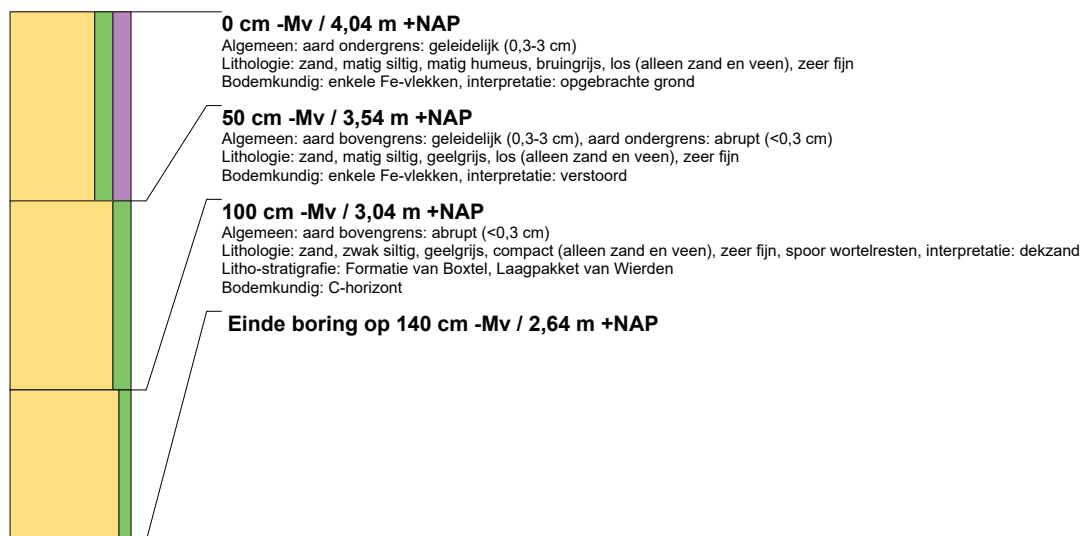 0 cm -Mv / 4,04 m +NAP
Algemeen: aard ondergrens: geleidelijk (0,3-3 cm)
Lithologie: zand, matig siltig, matig humeus, bruingrijs, los (alleen zand en veen), zeer fijn
Bodemkundig: enkele Fe-vlekken, interpretatie: opgebrachte grond
50 cm -Mv / 3,54 m +NAP
Algemeen: aard bovengrens: geleidelijk (0,3-3 cm), aard ondergrens: abrupt (<0,3 cm)
Lithologie: zand, matig siltig, geelgrijs, los (alleen zand en veen), zeer fijn
Bodemkundig: enkele Fe-vlekken, interpretatie: verstoord
100 cm -Mv / 3,04 m +NAP
Algemeen: aard bovengrens: abrupt (<0,3 cm)
Lithologie: zand, zwak siltig, geelgrijs, compact (alleen zand en veen), zeer fijn, spoor wortelresten, interpretatie: dekzand
Litho-stratigrafie: Formatie van Boxtel, Laagpakket van Wierden
Bodemkundig: C-horizont
Einde boring op 140 cm -Mv / 2,64 m +NAP